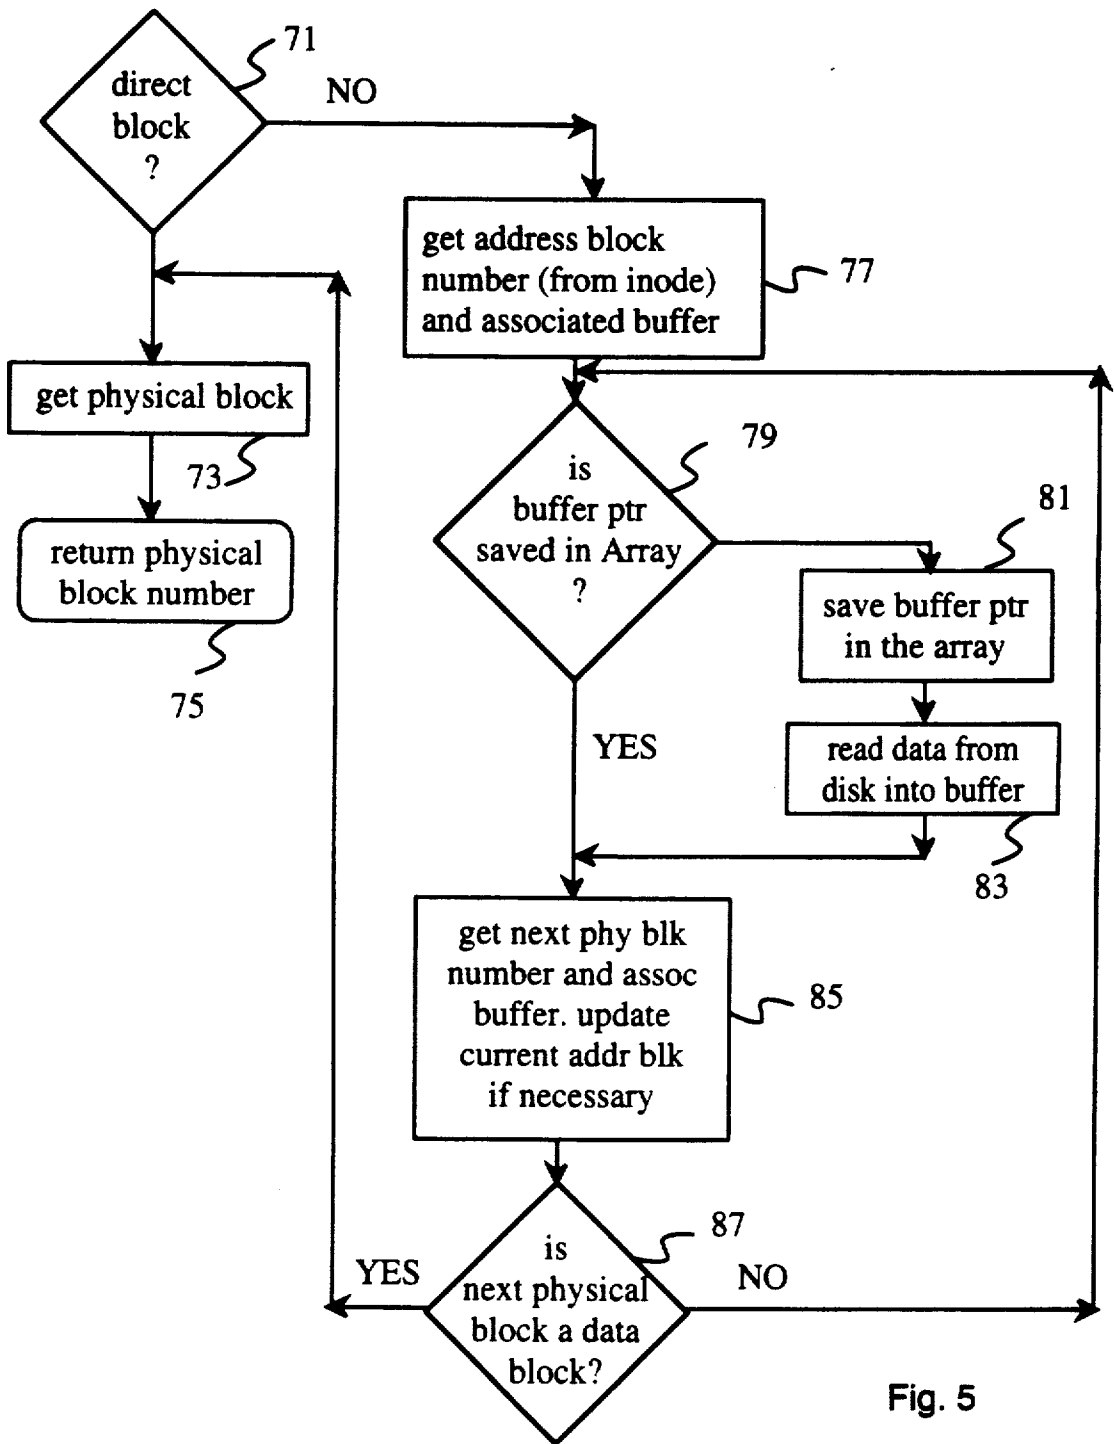 71
direct
block
?
NO
get address block
number (from inode)
and associated buffer
77
get physical block
73
return physical
block number
75
is
buffer ptr
saved in Array
?
79
81
save buffer ptr
in the array
YES
read data from
disk into buffer
83
get next phy blk
number and assoc
buffer. update
current addr blk
if necessary
85
is
next physical
block a data
block?
87
YES
NO
Fig. 5